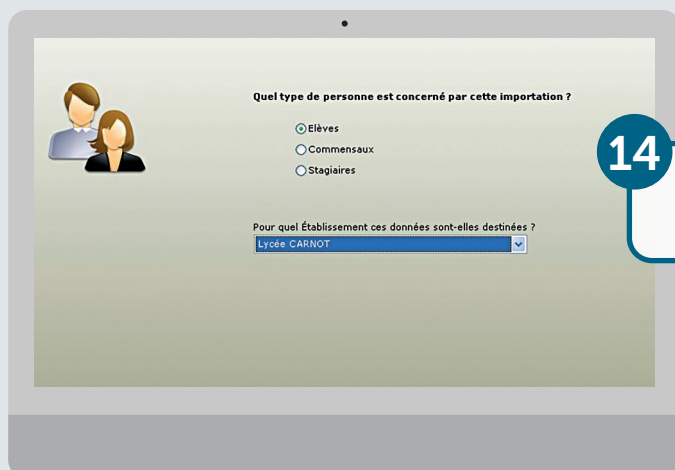 Quel type de personne est concerné par cette importation ?
Elèves
Commensaux
Stagiaires
14
Pour quel Établissement ces données sont-elles destinées ?
Lycée CARNOT